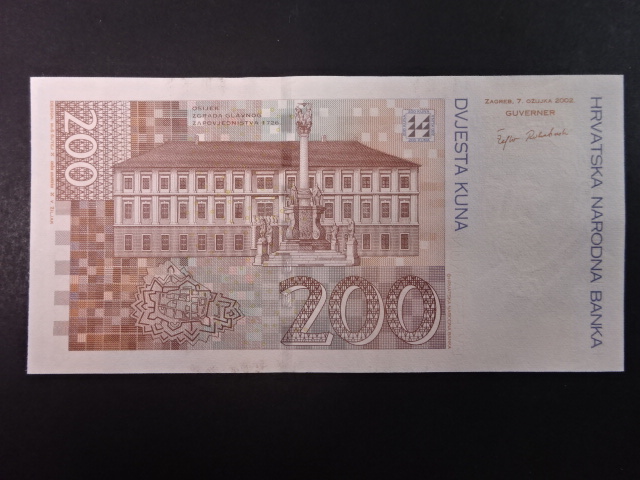 200
OSIJEK
ZGRADA GLAVNOG
ZAPOVJEDNIŠTVA 1726
DVJESTA KUNA
ZAGREB, 7. OŽUJKA 2002.
GUVERNER
HRVATSKA NARODNA BANKA
200